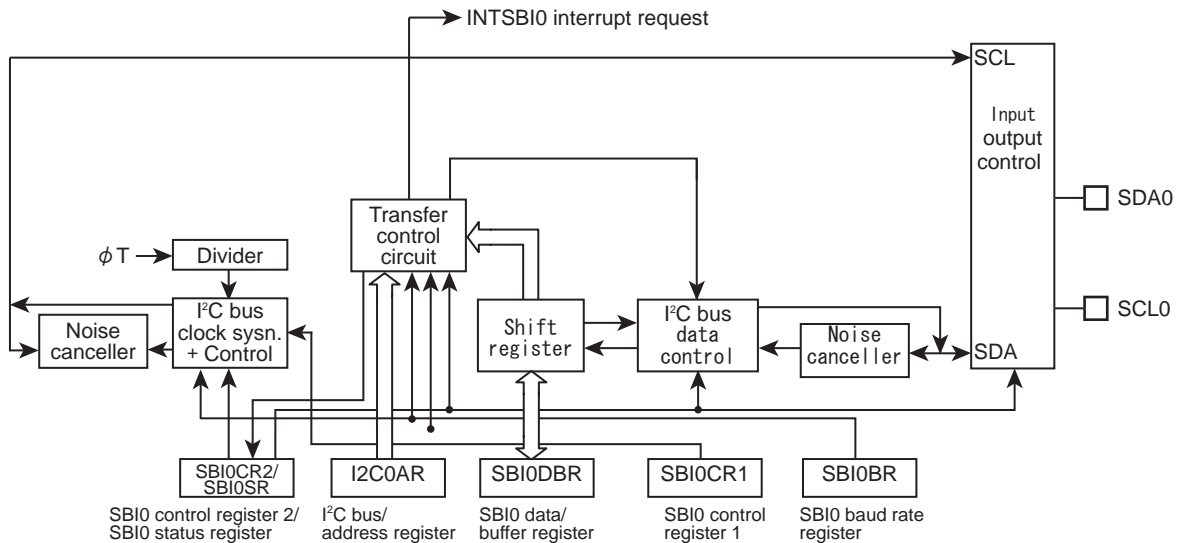 INTSBI0 interrupt request
SCL
Input
output
control
SDA0
Transfer
control
circuit
φT
Divider
I²C bus
clock sysn.
+ Control
Noise
canceller
Shift
register
I²C bus
data
control
Noise
canceller
SDA
SCL0
SBI0CR2/
SBI0SR
I2C0AR
SBI0DBR
SBI0CR1
SBI0BR
SBI0 control register 2/
SBI0 status register
I²C bus/
address register
SBI0 data/
buffer register
SBI0 control
register 1
SBI0 baud rate
register